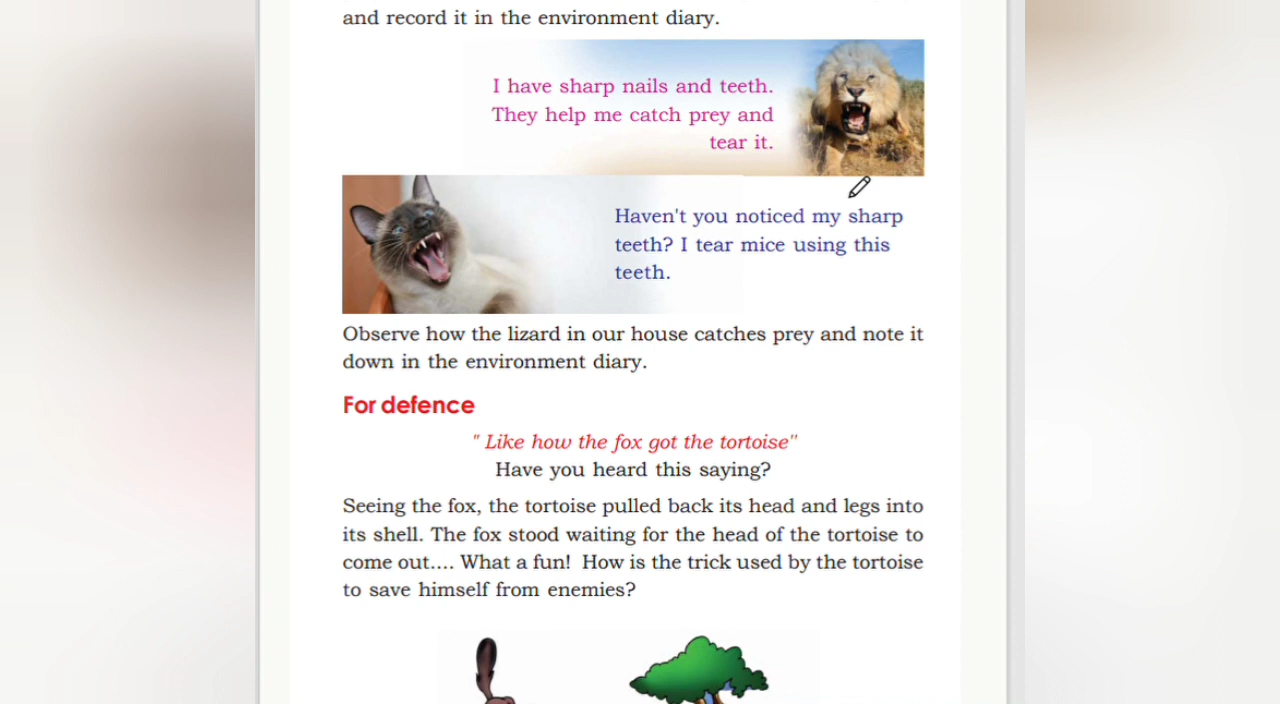 and record it in the environment diary.
I have sharp nails and teeth.
They help me catch prey and
tear it.
Haven't you noticed my sharp
teeth? I tear mice using this
teeth.
Observe how the lizard in our house catches prey and note it
down in the environment diary.
For defence
" Like how the fox got the tortoise"
Have you heard this saying?
Seeing the fox, the tortoise pulled back its head and legs into
its shell. The fox stood waiting for the head of the tortoise to
come out.... What a fun! How is the trick used by the tortoise
to save himself from enemies?